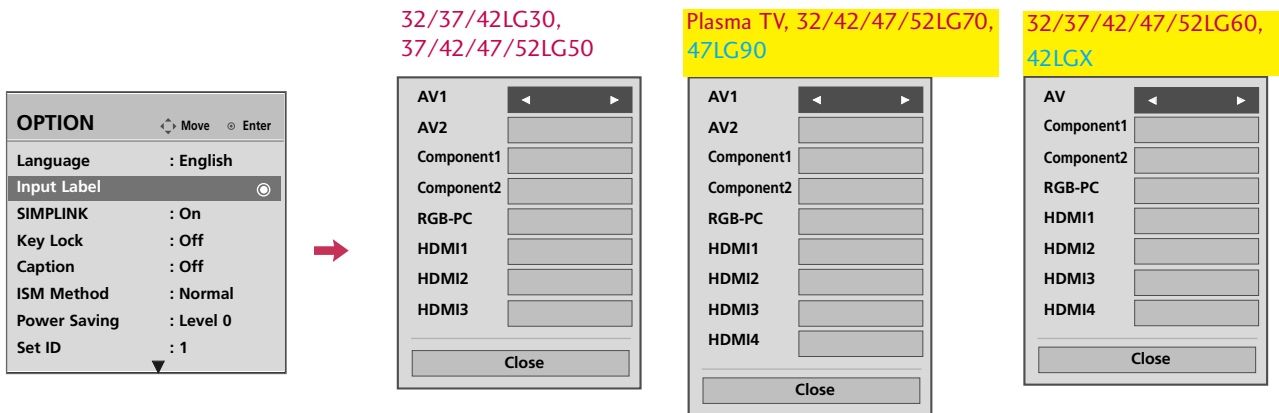 OPTION Move Enter
Language : English
Input Label
SIMPLINK : On
Key Lock : Off
Caption : Off
ISM Method : Normal
Power Saving : Level 0
Set ID : 1
32/37/42LG30,
37/42/47/52LG50
AV1
AV2
Component1
Component2
RGB-PC
HDMI1
HDMI2
HDMI3
Close
Plasma TV, 32/42/47/52LG70,
47LG90
AV1
AV2
Component1
Component2
RGB-PC
HDMI1
HDMI2
HDMI3
HDMI4
Close
32/37/42/47/52LG60,
42LGX
AV
Component1
Component2
RGB-PC
HDMI1
HDMI2
HDMI3
HDMI4
Close